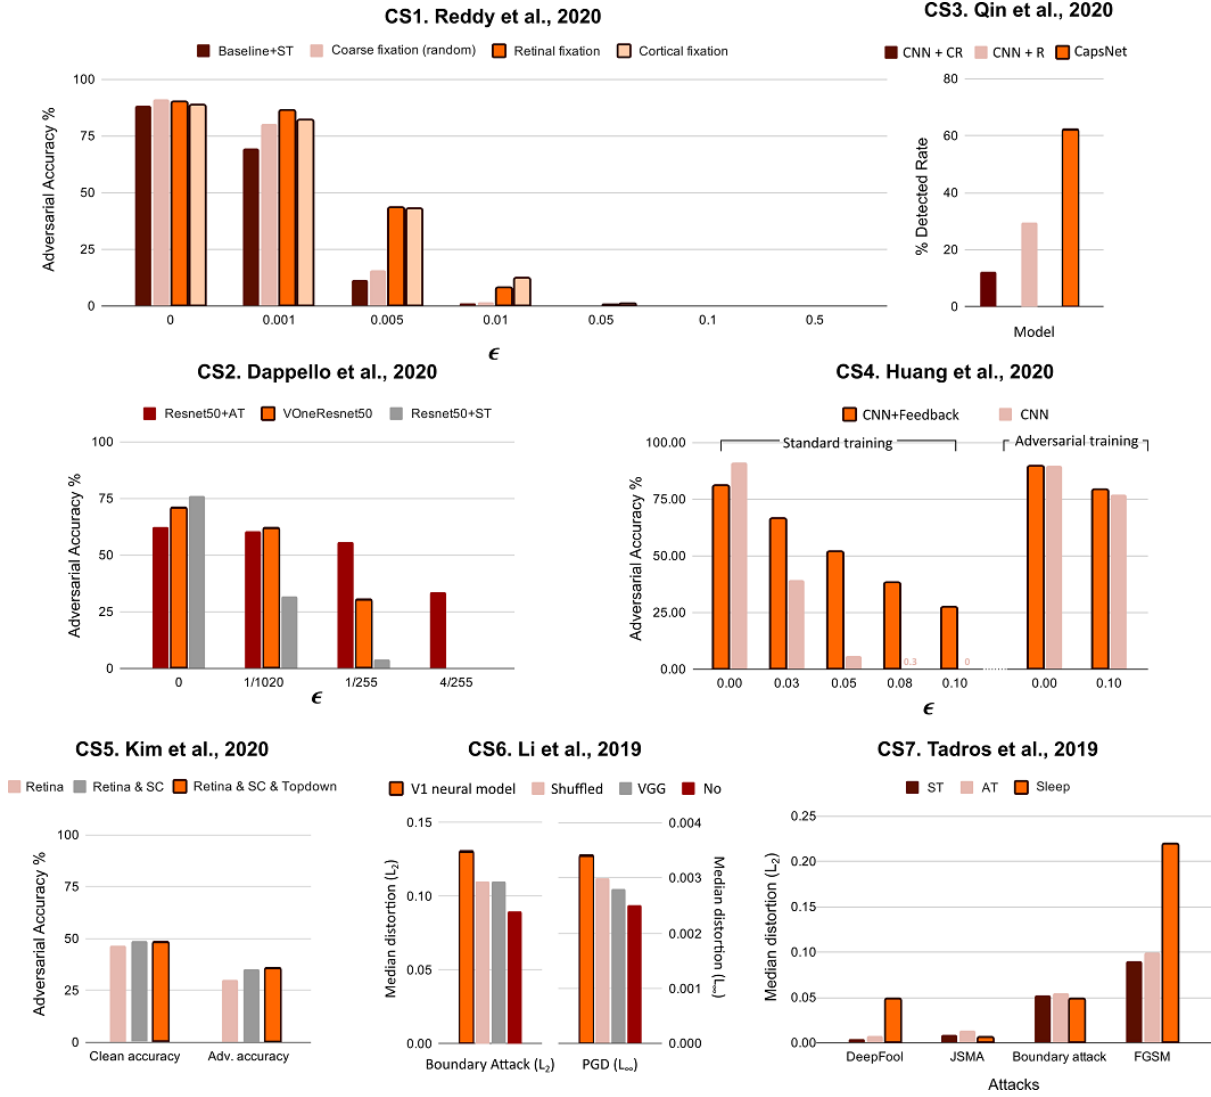 CS1. Reddy et al., 2020
Baseline+ST Coarse fixation (random) Retinal fixation Cortical fixation
Adversarial Accuracy %
100
75
50
25
0
0 0.001 0.005 0.01 0.05 0.1 0.5
ϵ
CS3. Qin et al., 2020
CNN + CR CNN + R CapsNet
% Detected Rate
80
60
40
20
0
Model
CS2. Dappello et al., 2020
Resnet50+AT VOneResnet50 Resnet50+ST
Adversarial Accuracy %
100
75
50
25
0
0 1/1020 1/255 4/255
ϵ
CS4. Huang et al., 2020
CNN+Feedback CNN
Standard training Adversarial training
Adversarial Accuracy %
100.00
75.00
50.00
25.00
0.00
0.3 0
0.00 0.03 0.05 0.08 0.10 0.00 0.10
ϵ
CS5. Kim et al., 2020
Retina Retina & SC Retina & SC & Topdown
Adversarial Accuracy %
100
75
50
25
0
Clean accuracy Adv. accuracy
CS6. Li et al., 2019
V1 neural model Shuffled VGG No
Median distortion (L₂)
0.15
0.10
0.05
0.00
Median distortion (L∞)
0.004
0.003
0.002
0.001
0.000
Boundary Attack (L₂) PGD (L∞)
CS7. Tadros et al., 2019
ST AT Sleep
Median distortion (L₂)
0.25
0.20
0.15
0.10
0.05
0.00
DeepFool JSMA Boundary attack FGSM
Attacks